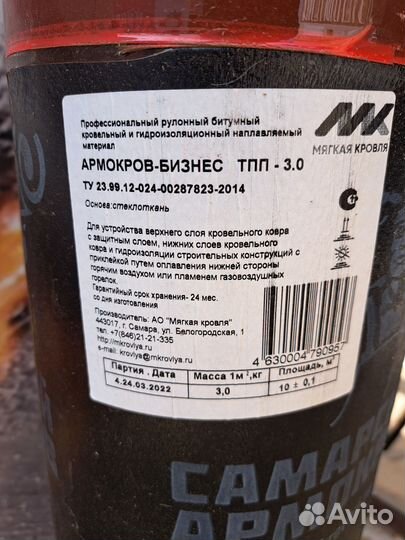 Профессиональный рулонный битумный
кровельный и гидроизоляционный наплавляемый
материал
АРМОКРОВ-БИЗНЕС ТПП - 3.0
ТУ 23.99.12-024-00287823-2014
Основа:стеклоткань
МЯГКАЯ КРОВЛЯ
Для устройства верхнего слоя кровельного ковра
с защитным слоем, нижних слоев кровельного
ковра и гидроизоляции строительных конструкций с
приклейкой путем оплавления нижней стороны
горячим воздухом или пламенем газовоздушных
горелок.
Гарантийный срок хранения- 24 мес.
со дня изготовления
Производитель: АО "Мягкая кровля"
443017, г. Самара, ул. Белогородская, 1
тел.+7(846)21-21-335
http://mkrovlya.ru
e-mail: krovlya@mkrovlya.ru
4 630004 790957
Партия . Дата Масса 1м²,кг Площадь, м²
4.24.03.2022 3,0 10 ± 0,1
САМАР
АРМО
Avito